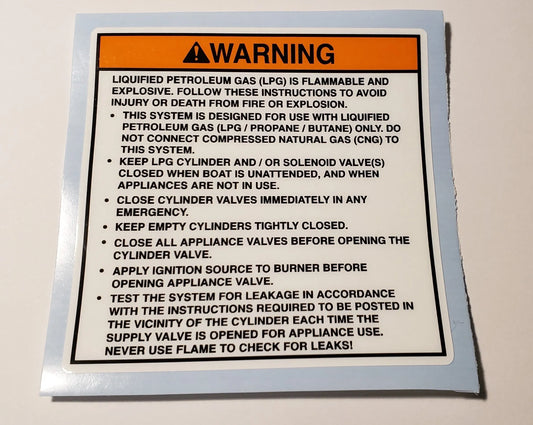 ⚠WARNING
LIQUIFIED PETROLEUM GAS (LPG) IS FLAMMABLE AND
EXPLOSIVE. FOLLOW THESE INSTRUCTIONS TO AVOID
INJURY OR DEATH FROM FIRE OR EXPLOSION.
• THIS SYSTEM IS DESIGNED FOR USE WITH LIQUIFIED
PETROLEUM GAS (LPG / PROPANE / BUTANE) ONLY. DO
NOT CONNECT COMPRESSED NATURAL GAS (CNG) TO
THIS SYSTEM.
• KEEP LPG CYLINDER AND / OR SOLENOID VALVE(S)
CLOSED WHEN BOAT IS UNATTENDED, AND WHEN
APPLIANCES ARE NOT IN USE.
• CLOSE CYLINDER VALVES IMMEDIATELY IN ANY
EMERGENCY.
• KEEP EMPTY CYLINDERS TIGHTLY CLOSED.
• CLOSE ALL APPLIANCE VALVES BEFORE OPENING THE
CYLINDER VALVE.
• APPLY IGNITION SOURCE TO BURNER BEFORE
OPENING APPLIANCE VALVE.
• TEST THE SYSTEM FOR LEAKAGE IN ACCORDANCE
WITH THE INSTRUCTIONS REQUIRED TO BE POSTED IN
THE VICINITY OF THE CYLINDER EACH TIME THE
SUPPLY VALVE IS OPENED FOR APPLIANCE USE.
NEVER USE FLAME TO CHECK FOR LEAKS!